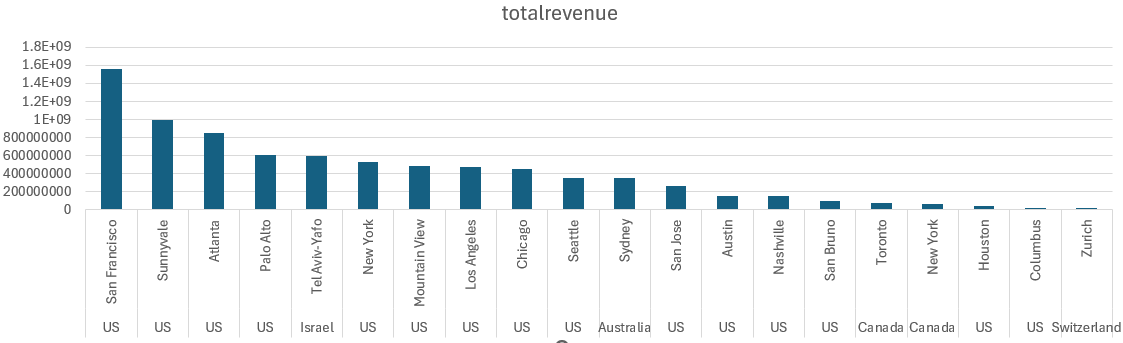 totalrevenue
1.8E+09
1.6E+09
1.4E+09
1.2E+09
1E+09
800000000
600000000
400000000
200000000
0
San Francisco
Sunnyvale
Atlanta
Palo Alto
Tel Aviv-Yafo
New York
Mountain View
Los Angeles
Chicago
Seattle
Sydney
San Jose
Austin
Nashville
San Bruno
Toronto
New York
Houston
Columbus
Zurich
US US US US Israel US US US US US Australia US US US US Canada Canada US US Switzerland